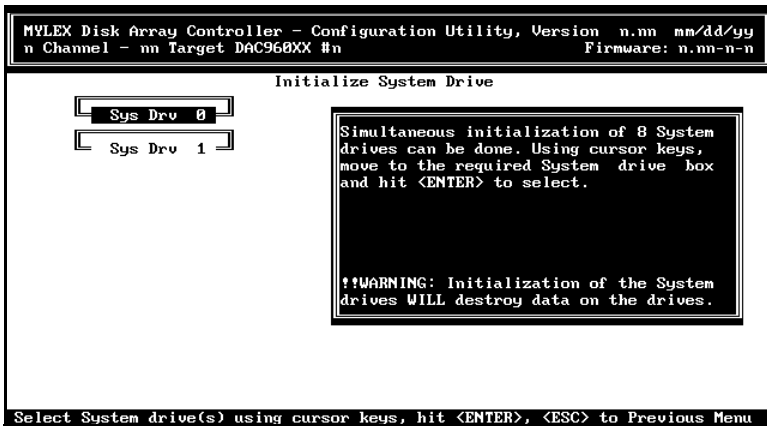 MYLEX Disk Array Controller - Configuration Utility, Version n.nn mm/dd/yy
n Channel - nn Target DAC960XX #n Firmware: n.nn-n-n
Initialize System Drive
Sys Drv 0
Sys Drv 1
Simultaneous initialization of 8 System
drives can be done. Using cursor keys,
move to the required System drive box
and hit <ENTER> to select.
!!WARNING: Initialization of the System
drives WILL destroy data on the drives.
Select System drive(s) using cursor keys, hit <ENTER>, <ESC> to Previous Menu